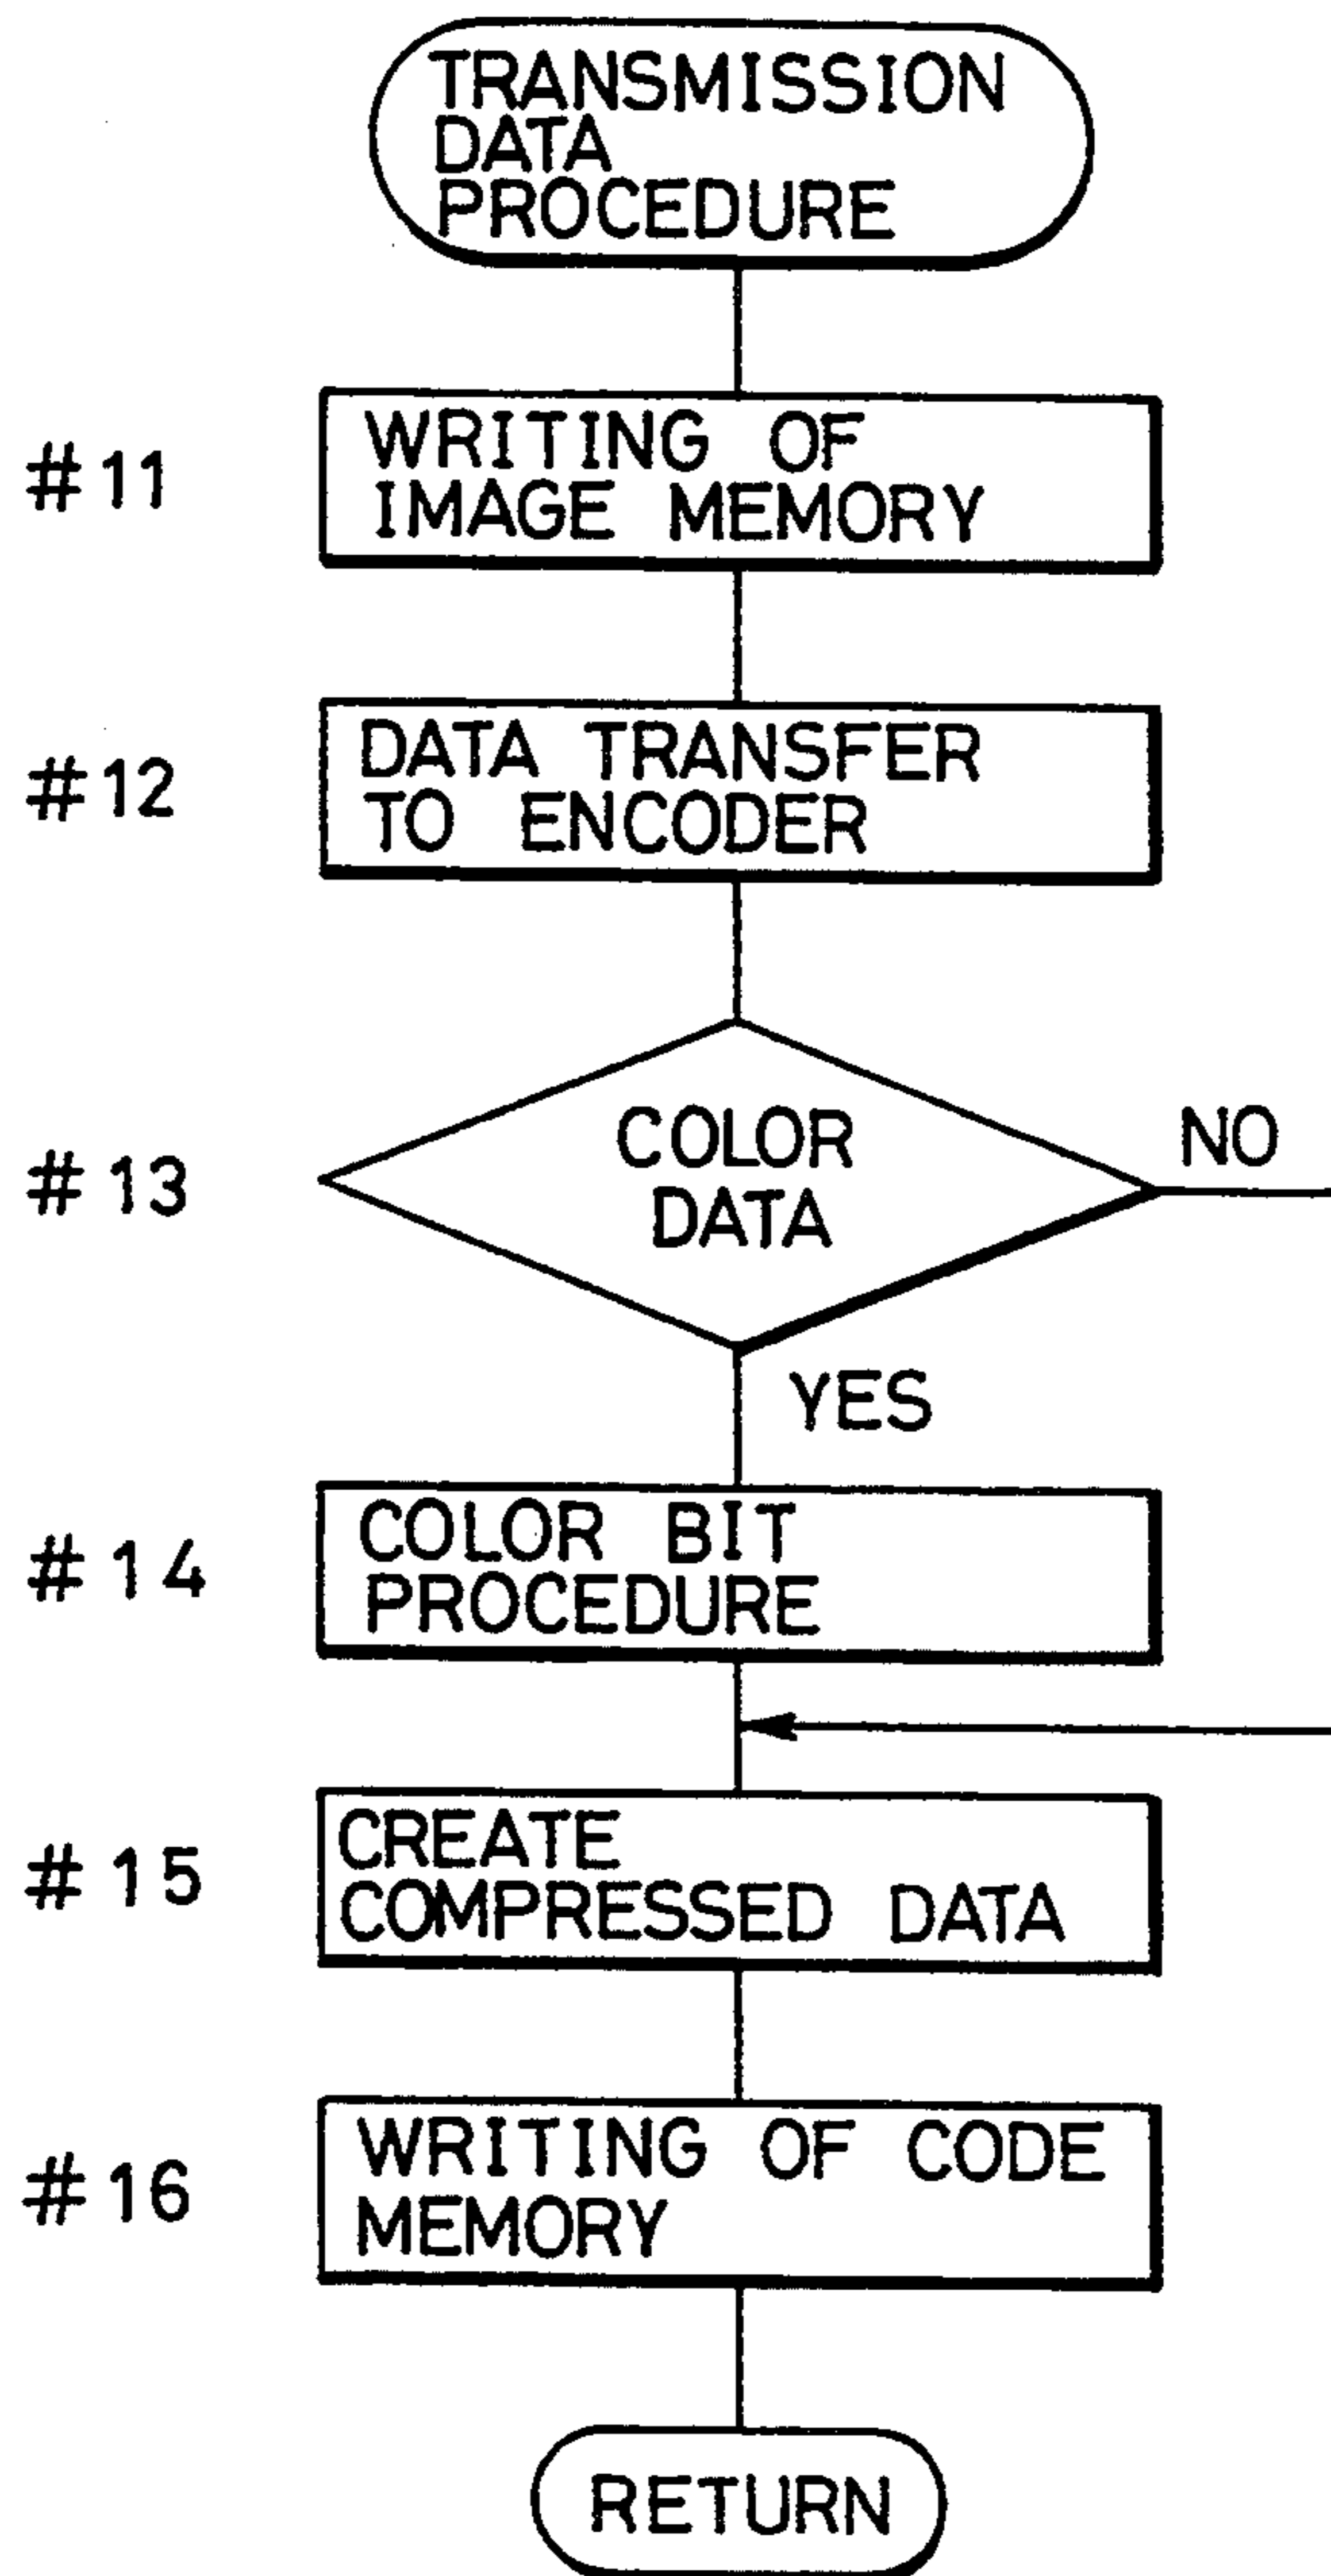 TRANSMISSION
DATA
PROCEDURE
#11
WRITING OF
IMAGE MEMORY
#12
DATA TRANSFER
TO ENCODER
#13
COLOR
DATA
NO
YES
#14
COLOR BIT
PROCEDURE
#15
CREATE
COMPRESSED DATA
#16
WRITING OF CODE
MEMORY
RETURN